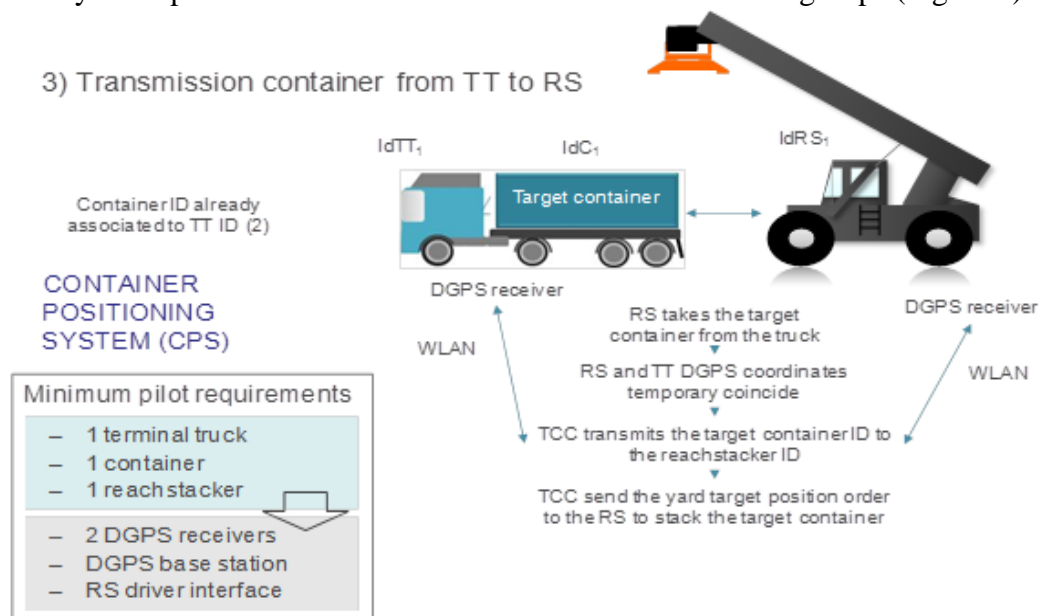 3) Transmission container from TT to RS
IdTT1
IdC1
IdRS1
Target container
Container ID already
associated to TT ID (2)
CONTAINER
POSITIONING
SYSTEM (CPS)
DGPS receiver
DGPS receiver
WLAN
WLAN
RS takes the target
container from the truck
RS and TT DGPS coordinates
temporary coincide
TCC transmits the target container ID to
the reachstacker ID
TCC send the yard target position order
to the RS to stack the target container
Minimum pilot requirements
– 1 terminal truck
– 1 container
– 1 reach stacker
– 2 DGPS receivers
– DGPS base station
– RS driver interface